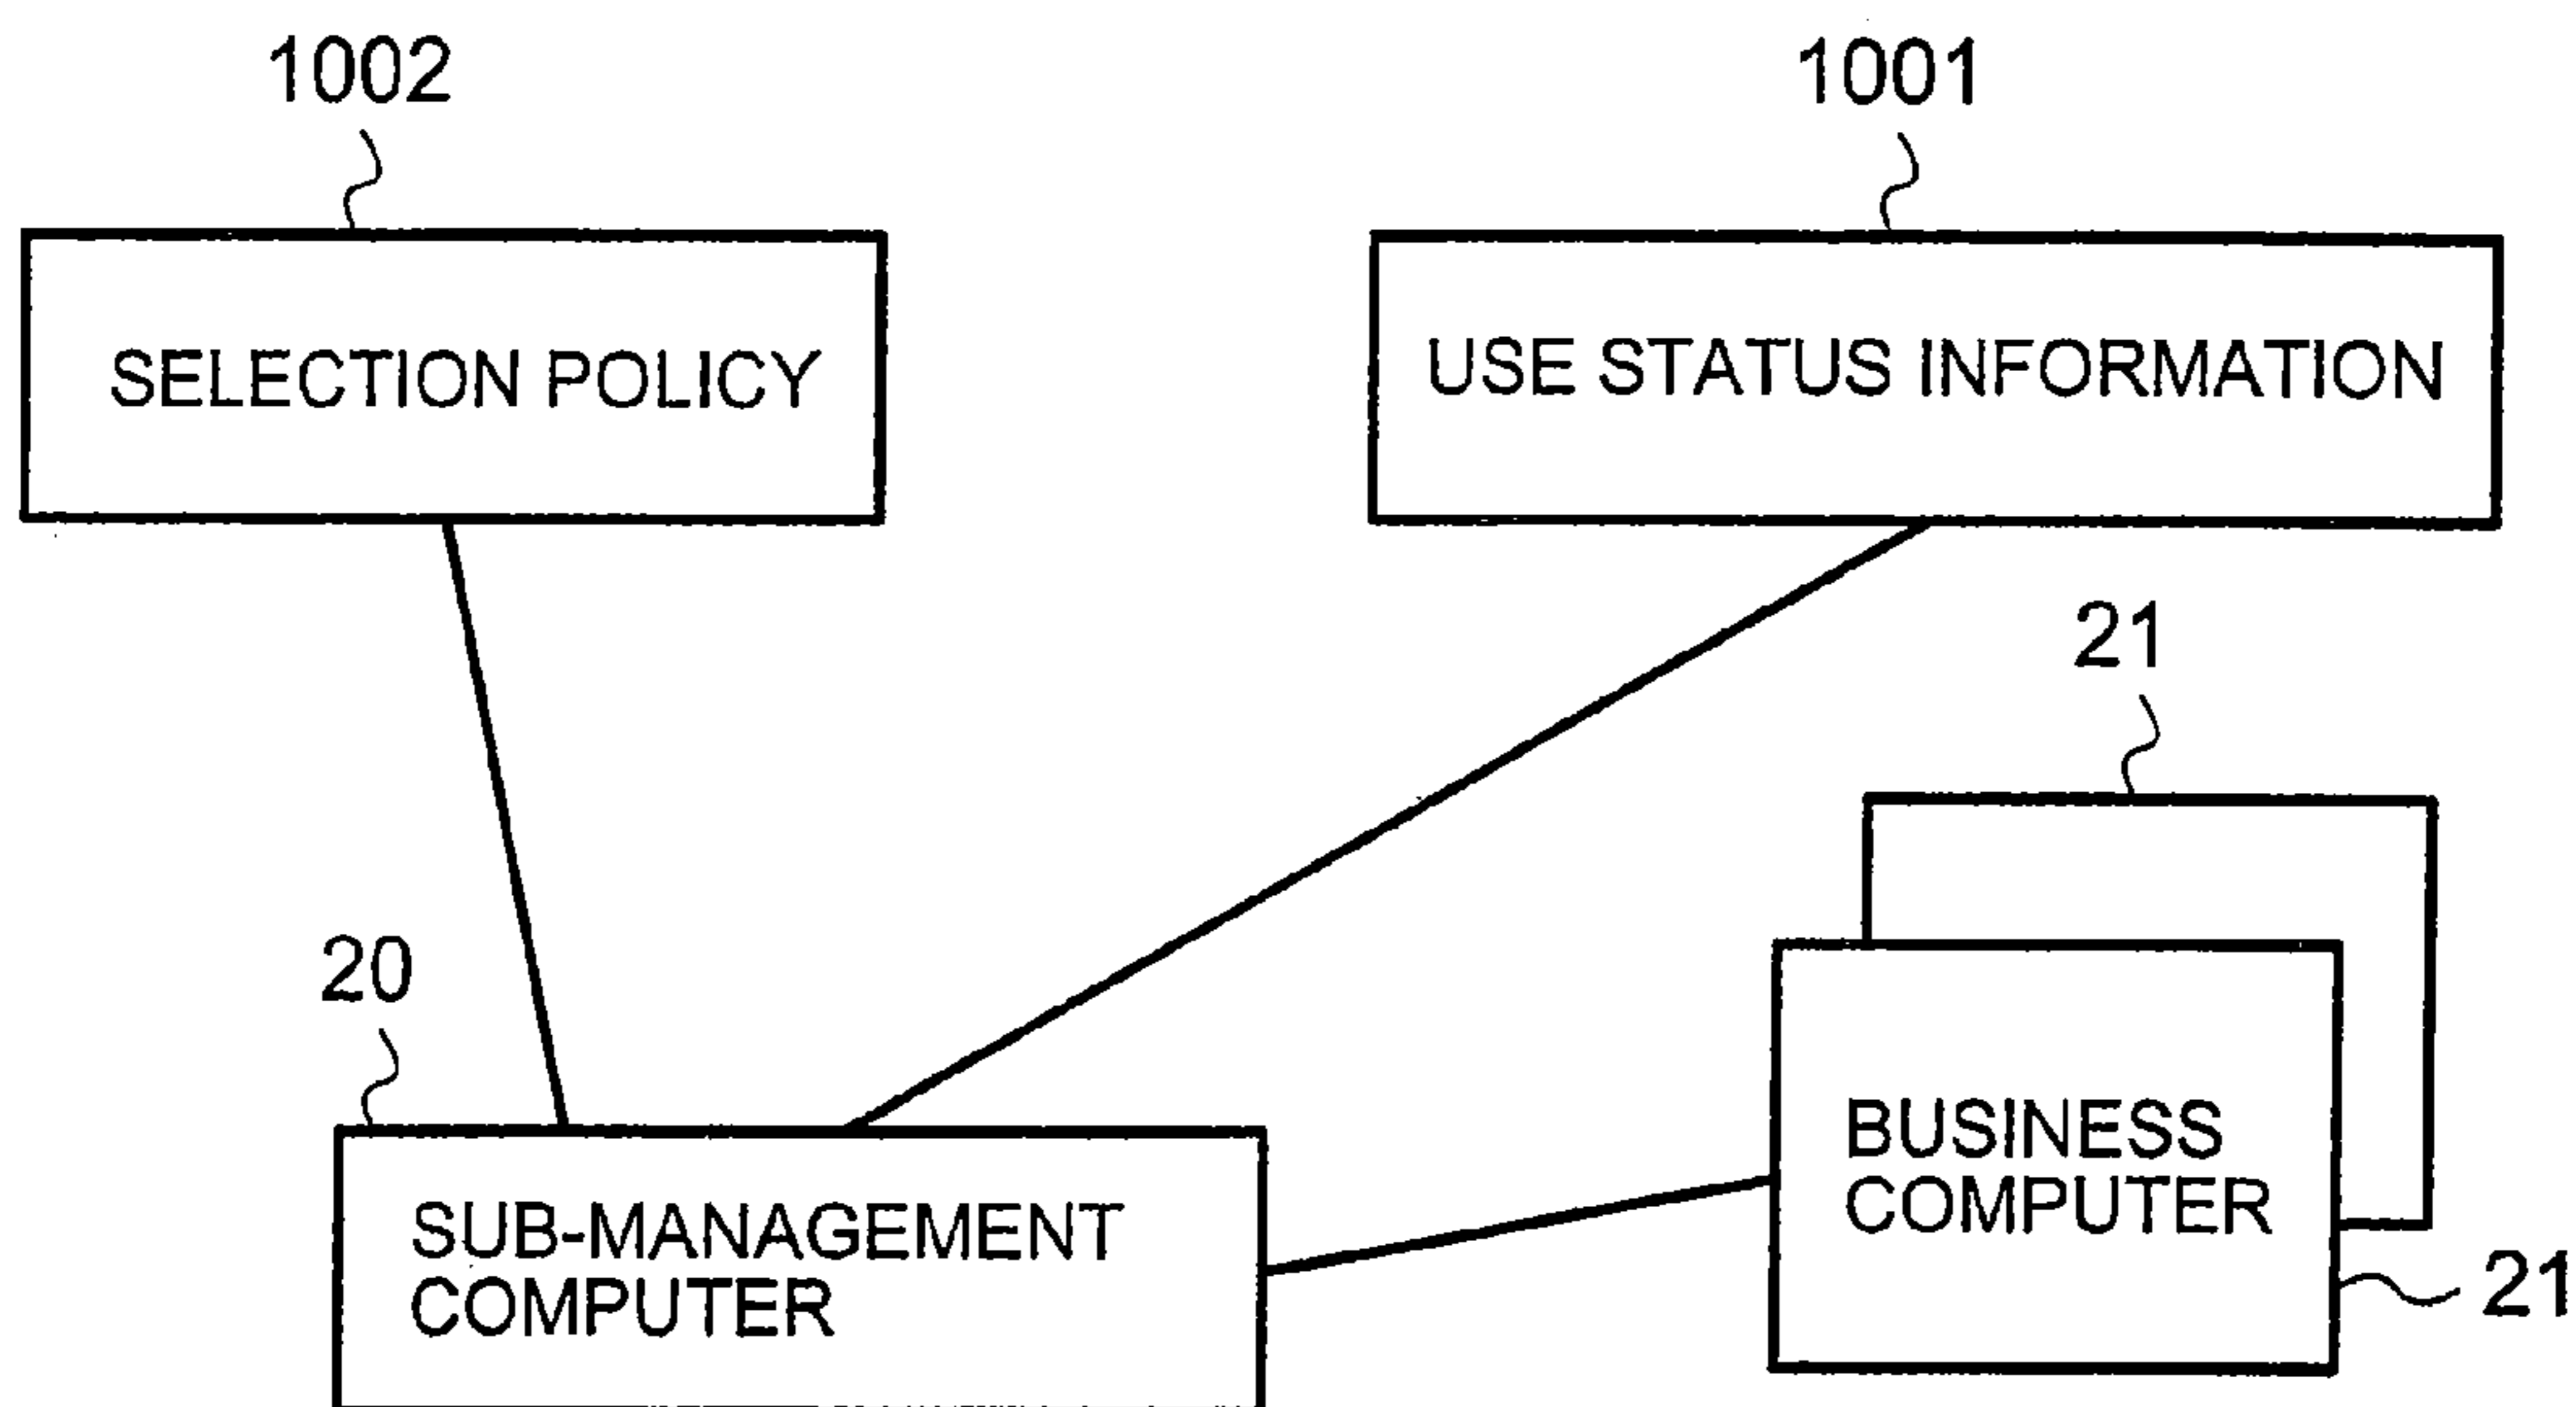 1002
1001
SELECTION POLICY
USE STATUS INFORMATION
21
20
BUSINESS
COMPUTER
SUB-MANAGEMENT
COMPUTER
21